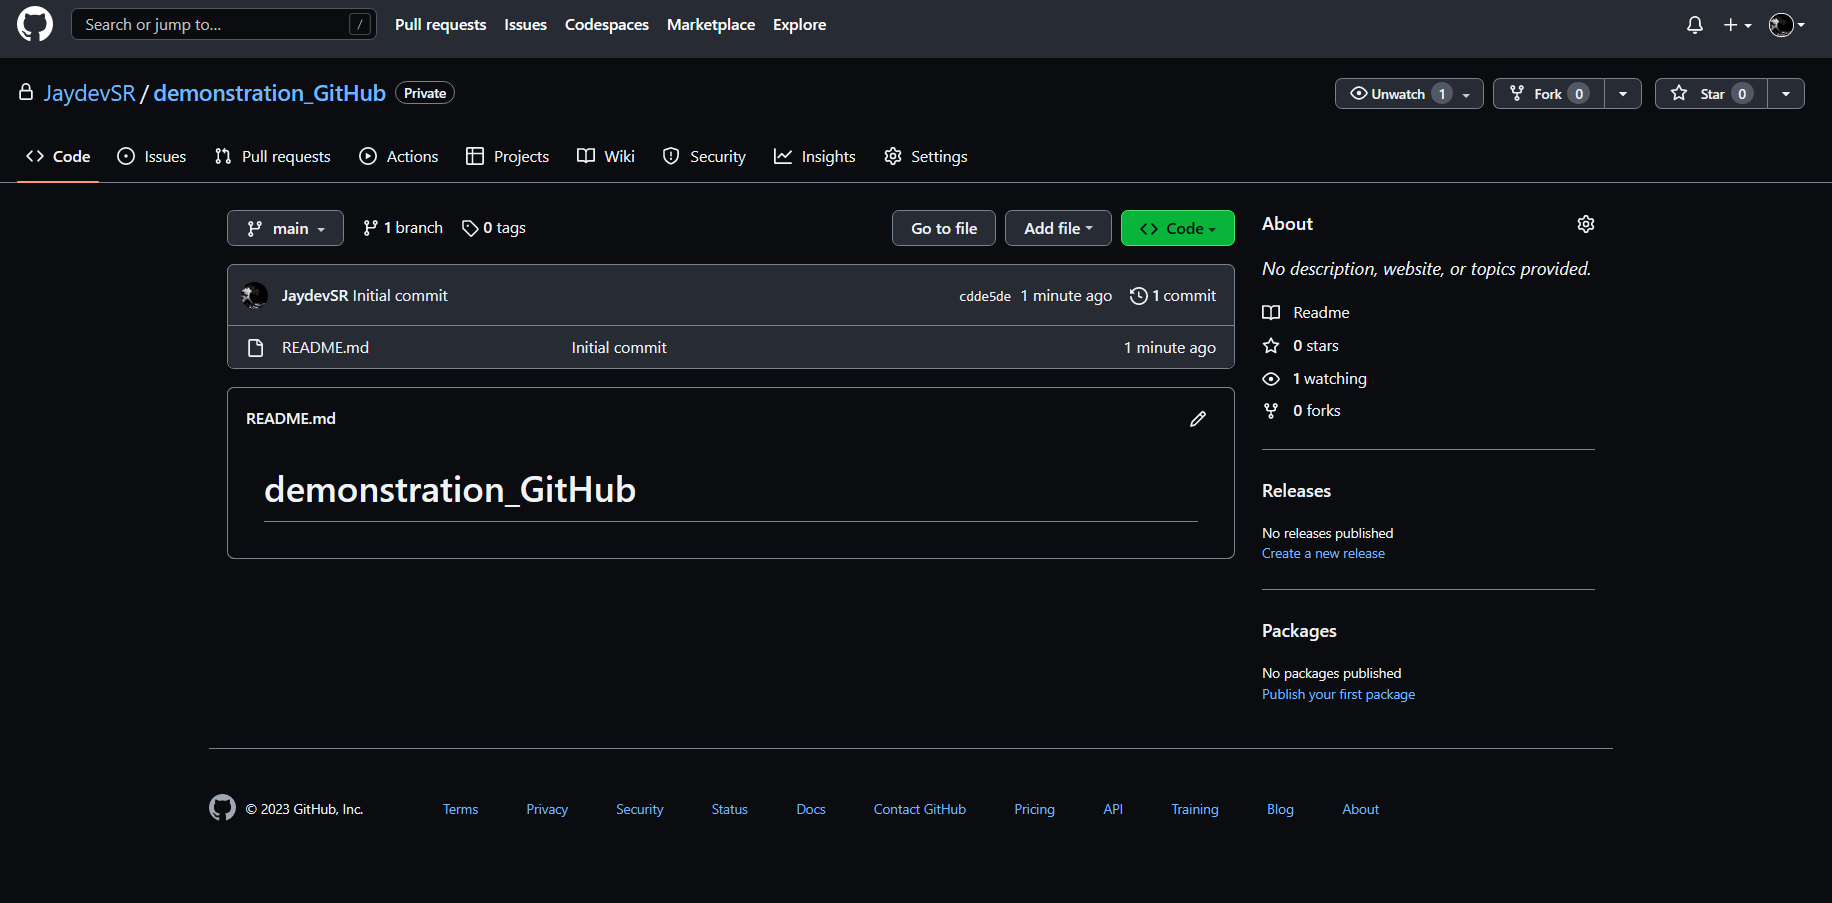 Search or jump to... / Pull requests Issues Codespaces Marketplace Explore
JaydevSR / demonstration_GitHub Private Unwatch 1 Fork 0 Star 0
Code Issues Pull requests Actions Projects Wiki Security Insights Settings
main 1 branch 0 tags Go to file Add file Code
JaydevSR Initial commit cdde5de 1 minute ago 1 commit
README.md Initial commit 1 minute ago
README.md
demonstration_GitHub
About
No description, website, or topics provided.
Readme
0 stars
1 watching
0 forks
Releases
No releases published
Create a new release
Packages
No packages published
Publish your first package
© 2023 GitHub, Inc. Terms Privacy Security Status Docs Contact GitHub Pricing API Training Blog About